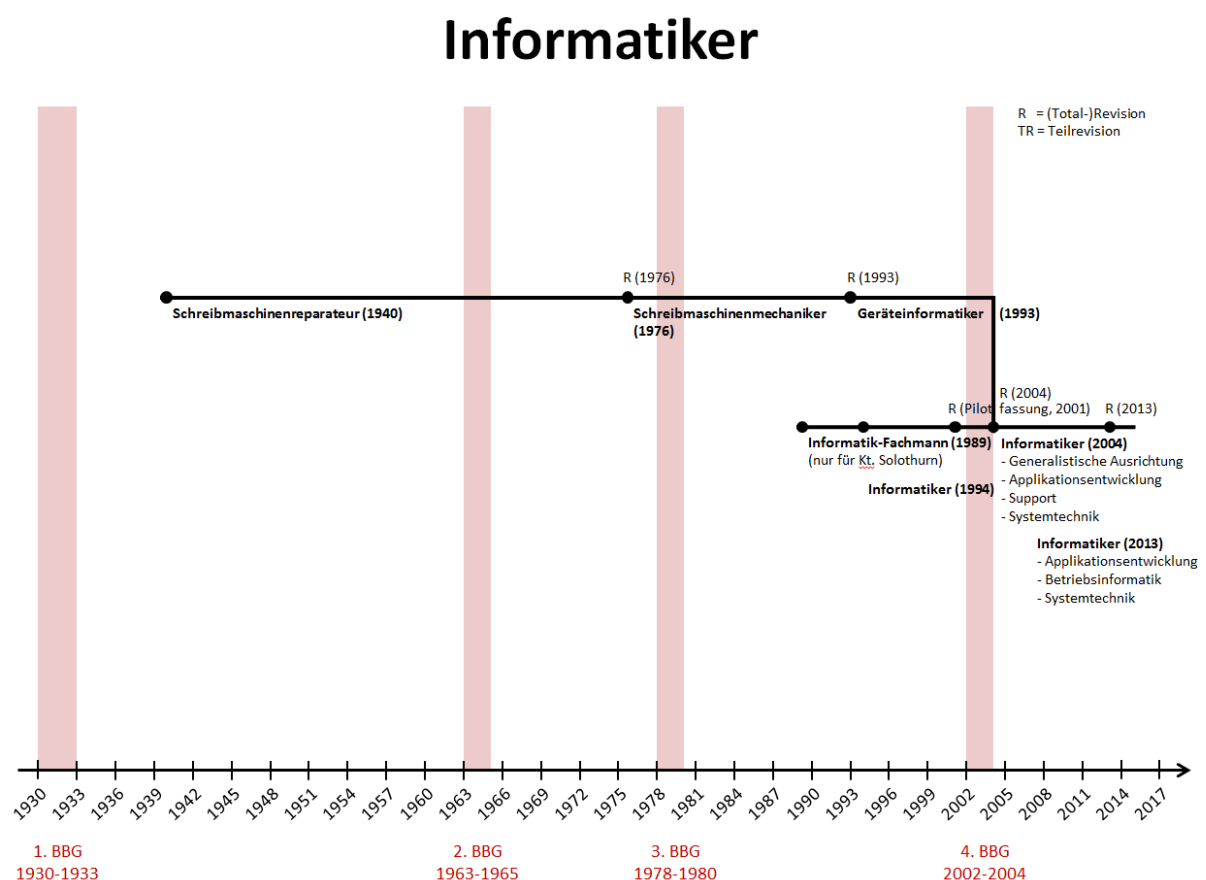 Informatiker
R = (Total-)Revision
TR = Teilrevision
R (1976)
R (1993)
Schreibmaschinenreparateur (1940)
Schreibmaschinenmechaniker
(1976)
Geräteinformatiker (1993)
R (2004)
R (Pilotfassung, 2001)
R (2013)
Informatik-Fachmann (1989)
(nur für Kt. Solothurn)
Informatiker (1994)
Informatiker (2004)
- Generalistische Ausrichtung
- Applikationsentwicklung
- Support
- Systemtechnik
Informatiker (2013)
- Applikationsentwicklung
- Betriebsinformatik
- Systemtechnik
1930 1933 1936 1939 1942 1945 1948 1951 1954 1957 1960 1963 1966 1969 1972 1975 1978 1981 1984 1987 1990 1993 1996 1999 2002 2005 2008 2011 2014 2017
1. BBG
1930-1933
2. BBG
1963-1965
3. BBG
1978-1980
4. BBG
2002-2004